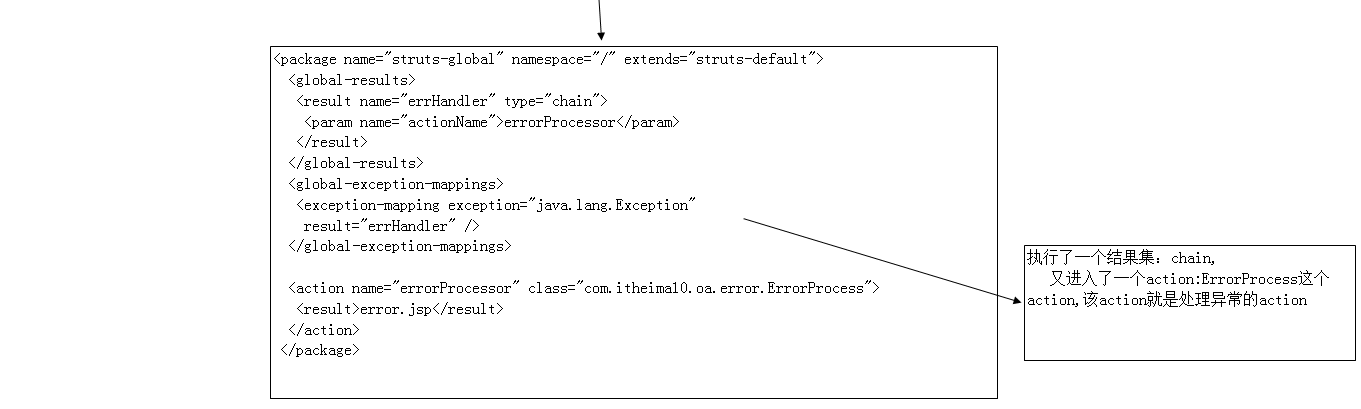 <package name="struts-global" namespace="/" extends="struts-default">
<global-results>
<result name="errHandler" type="chain">
<param name="actionName">errorProcessor</param>
</result>
</global-results>
<global-exception-mappings>
<exception-mapping exception="java.lang.Exception"
result="errHandler" />
</global-exception-mappings>
<action name="errorProcessor" class="com.itheima10.oa.error.ErrorProcess">
<result>error.jsp</result>
</action>
</package>
执行了一个结果集：chain,
又进入了一个action:ErrorProcess这个
action,该action就是处理异常的action